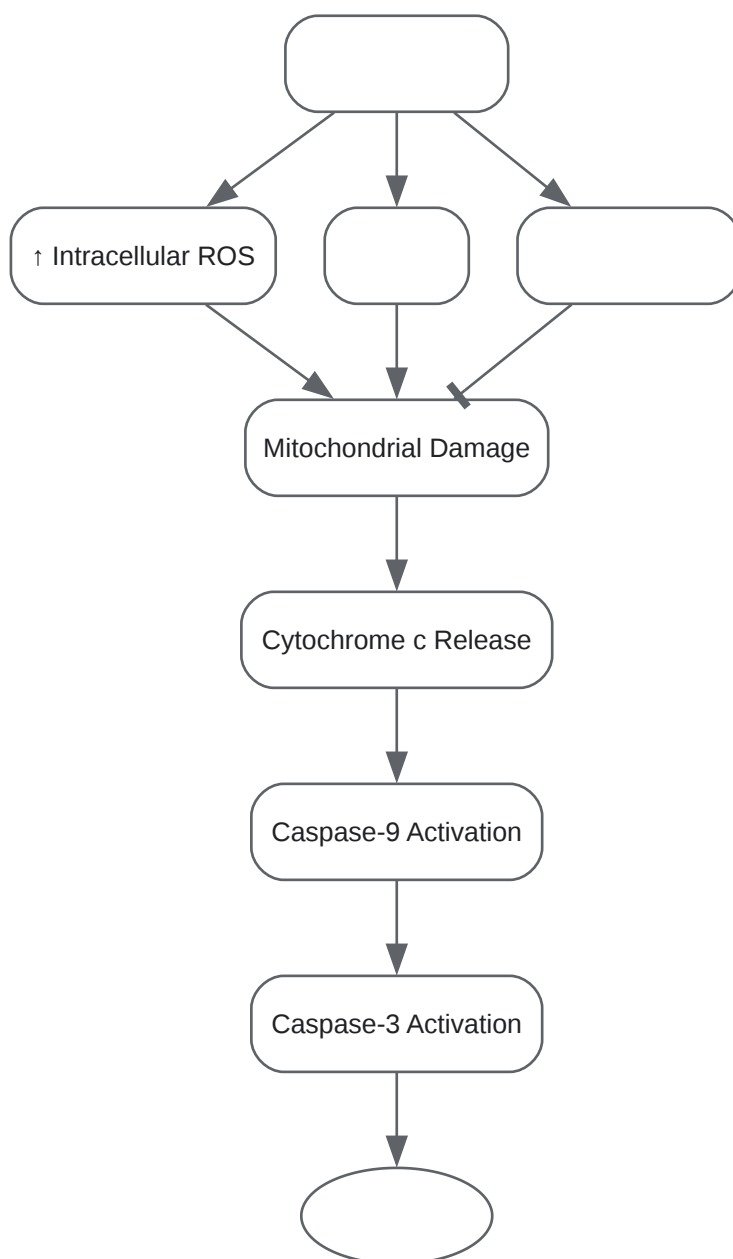 ↑ Intracellular ROS
Mitochondrial Damage
Cytochrome c Release
Caspase-9 Activation
Caspase-3 Activation